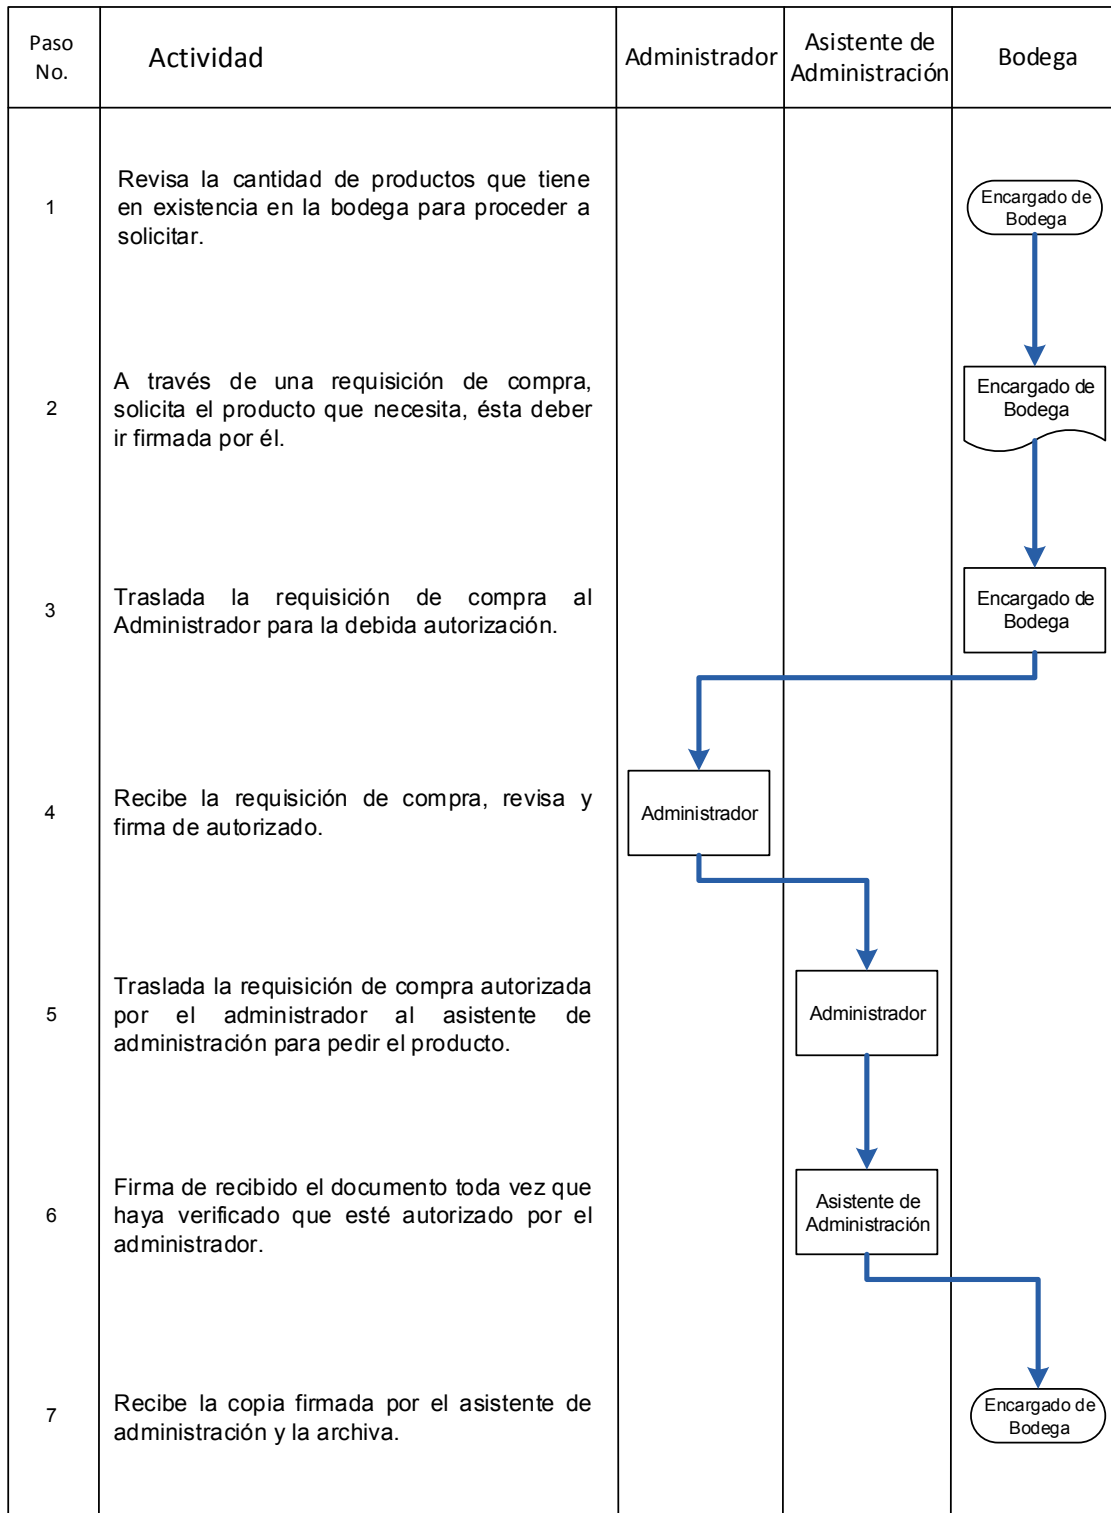 Paso
No.
Actividad
Administrador
Asistente de
Administración
Bodega
1
Revisa la cantidad de productos que tiene
en existencia en la bodega para proceder a
solicitar.
Encargado de
Bodega
2
A través de una requisición de compra,
solicita el producto que necesita, ésta deber
ir firmada por él.
Encargado de
Bodega
3
Traslada la requisición de compra al
Administrador para la debida autorización.
Encargado de
Bodega
4
Recibe la requisición de compra, revisa y
firma de autorizado.
Administrador
5
Traslada la requisición de compra autorizada
por el administrador al asistente de
administración para pedir el producto.
Administrador
6
Firma de recibido el documento toda vez que
haya verificado que esté autorizado por el
administrador.
Asistente de
Administración
7
Recibe la copia firmada por el asistente de
administración y la archiva.
Encargado de
Bodega